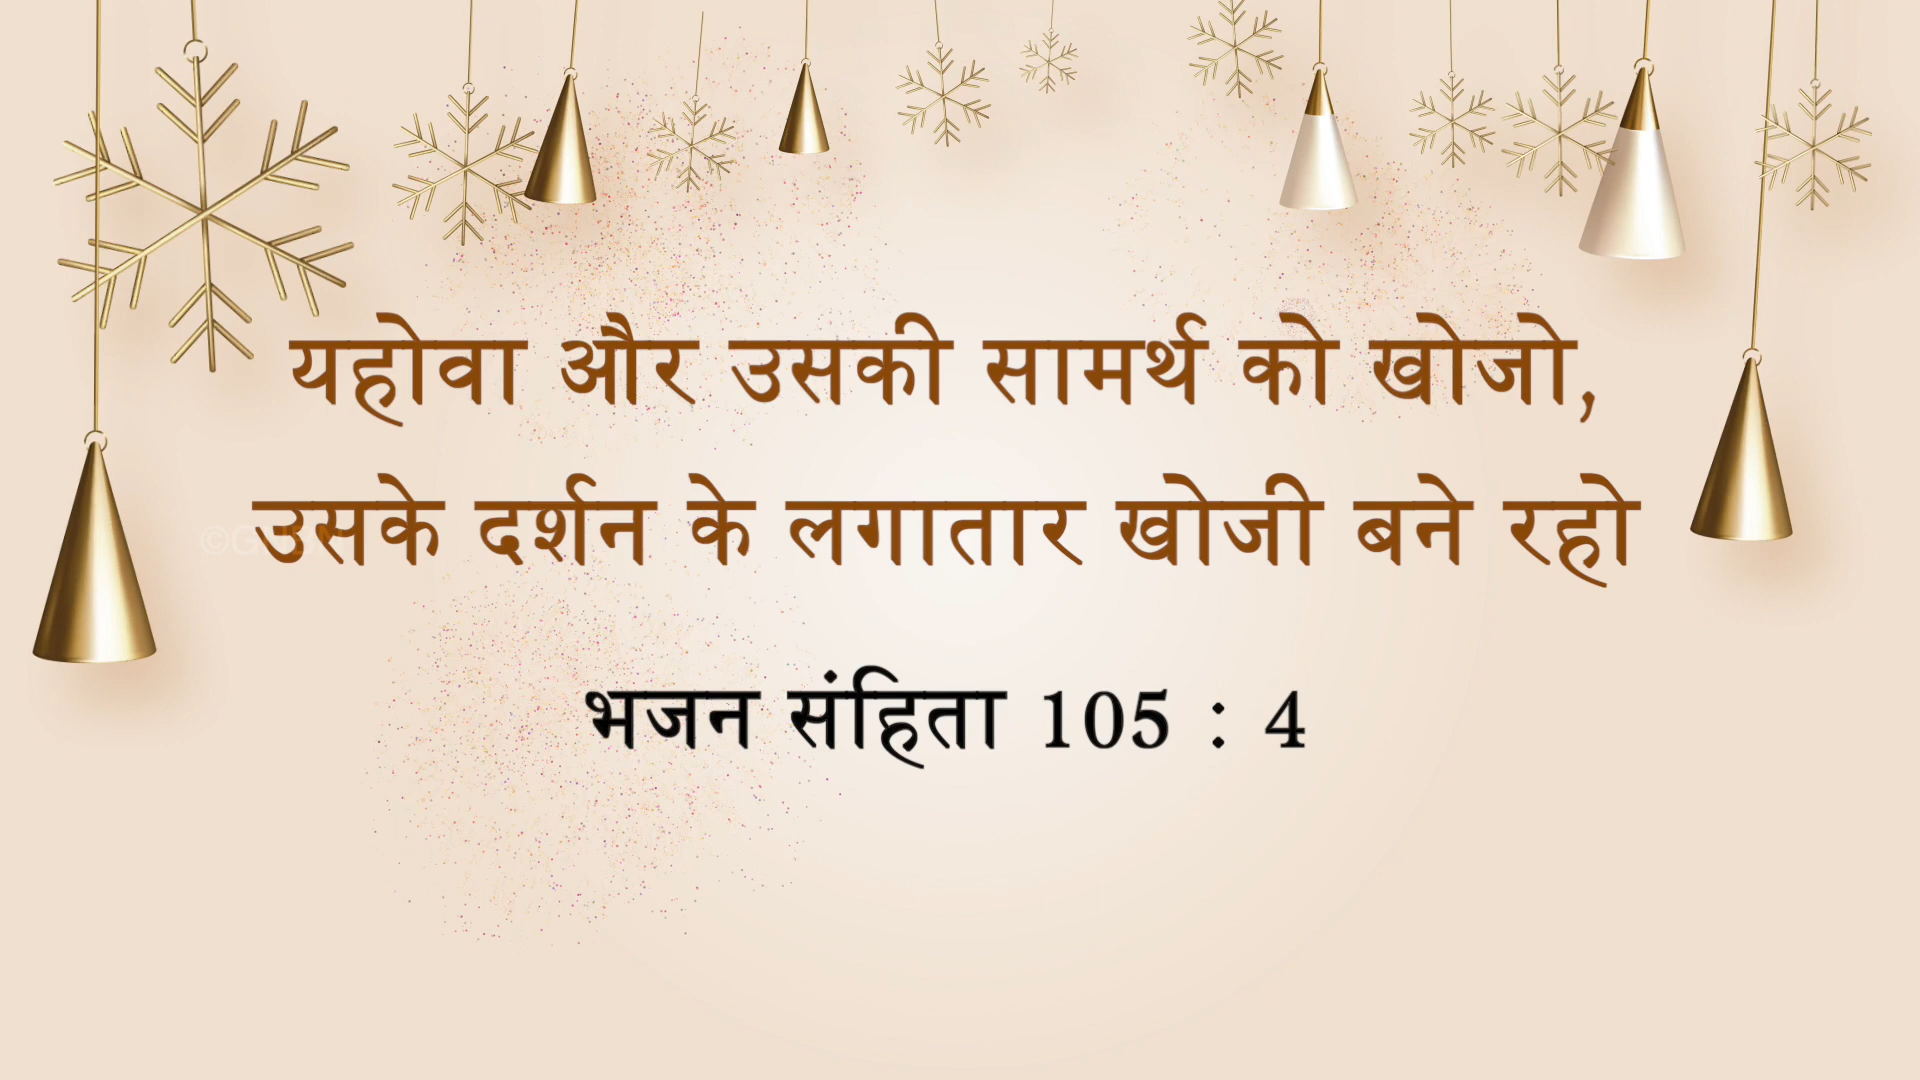 यहोवा और उसकी सामर्थ को खोजो,
उसके दर्शन के लगातार खोजी बने रहो
भजन संहिता 105 : 4